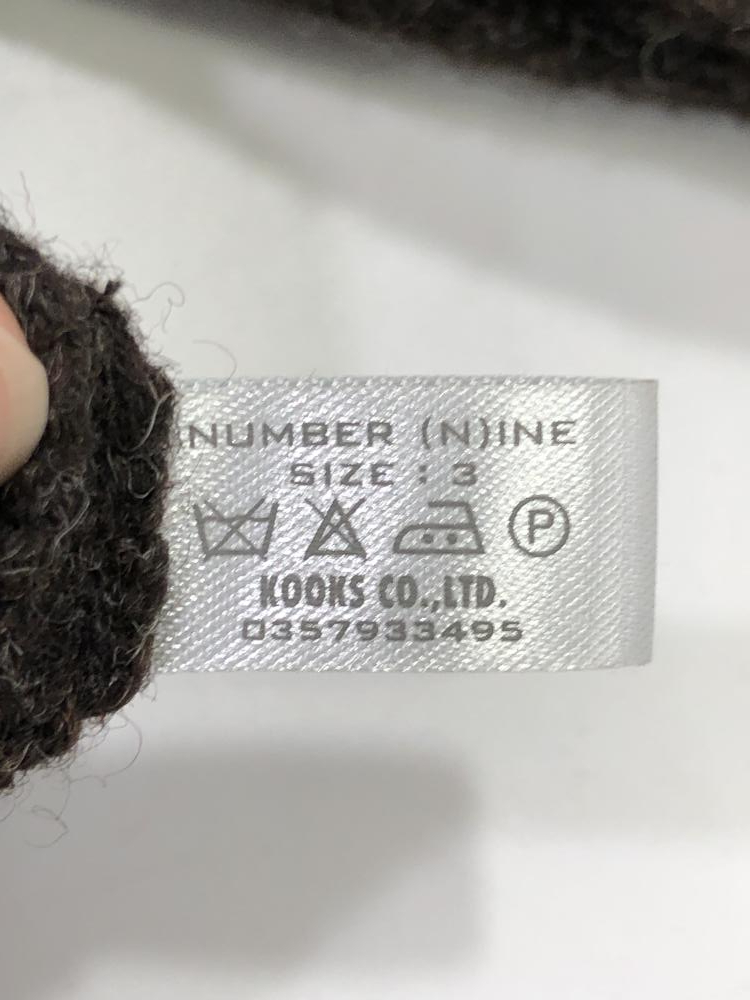 NUMBER (N)INE
SIZE : 3
P
KOOKS CO.,LTD.
0357933495